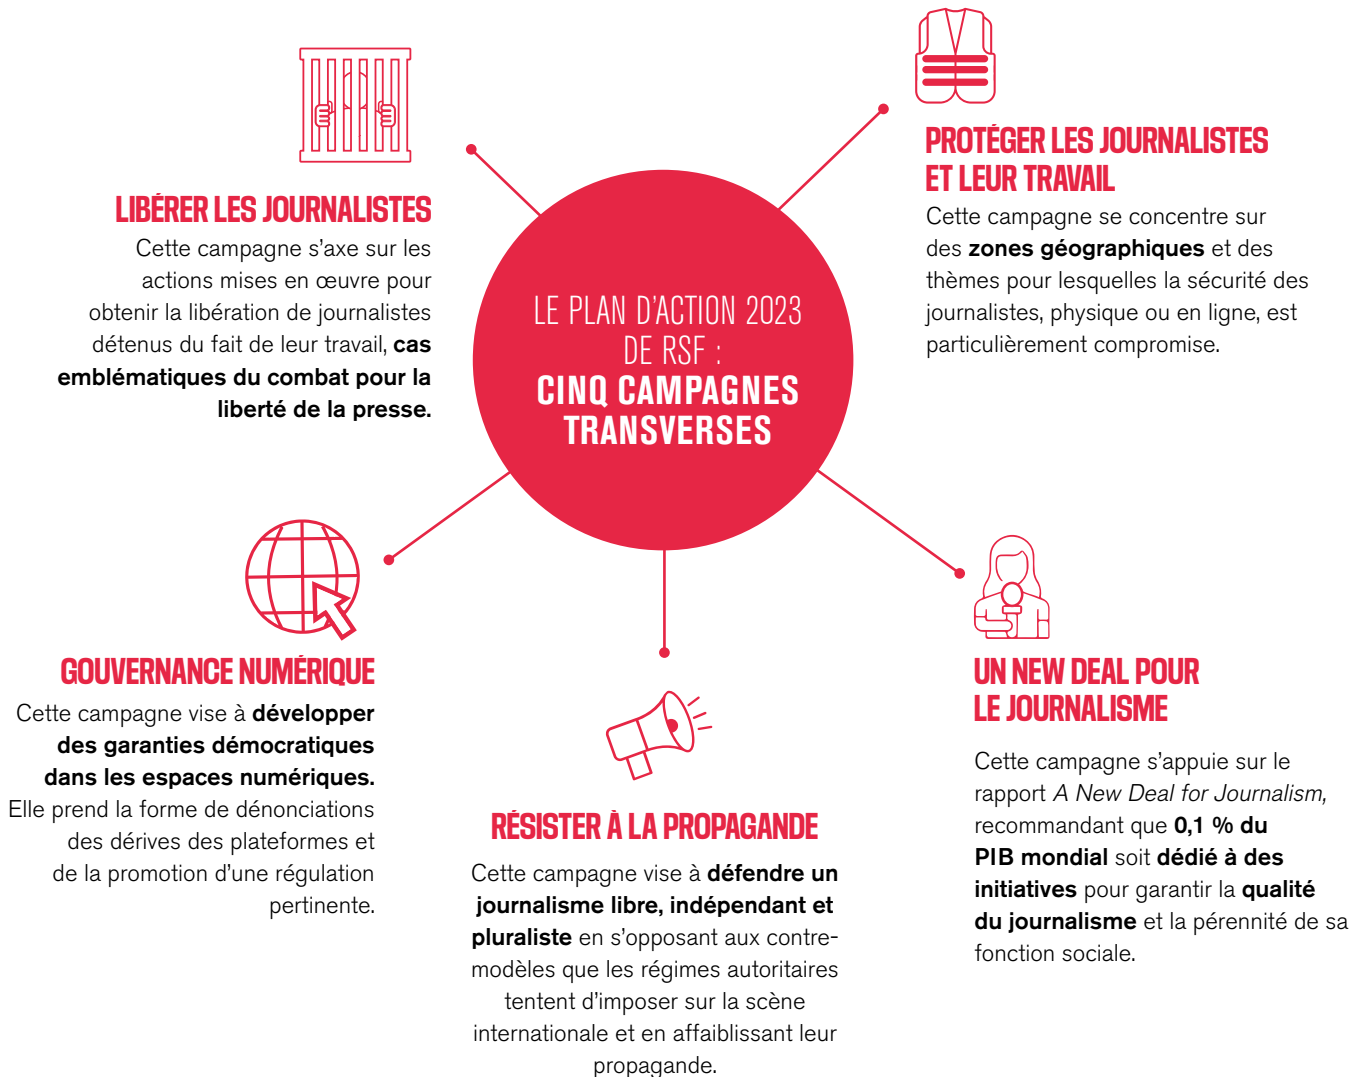 LE PLAN D'ACTION 2023
DE RSF :
CINQ CAMPAGNES
TRANSVERSES
LIBÉRER LES JOURNALISTES
Cette campagne s'axe sur les
actions mises en œuvre pour
obtenir la libération de journalistes
détenus du fait de leur travail, cas
emblématiques du combat pour la
liberté de la presse.
PROTÉGER LES JOURNALISTES
ET LEUR TRAVAIL
Cette campagne se concentre sur
des zones géographiques et des
thèmes pour lesquelles la sécurité des
journalistes, physique ou en ligne, est
particulièrement compromise.
GOUVERNANCE NUMÉRIQUE
Cette campagne vise à développer
des garanties démocratiques
dans les espaces numériques.
Elle prend la forme de dénonciations
des dérives des plateformes et
de la promotion d'une régulation
pertinente.
RÉSISTER À LA PROPAGANDE
Cette campagne vise à défendre un
journalisme libre, indépendant et
pluraliste en s'opposant aux contre-
modèles que les régimes autoritaires
tentent d'imposer sur la scène
internationale et en affaiblissant leur
propagande.
UN NEW DEAL POUR
LE JOURNALISME
Cette campagne s'appuie sur le
rapport A New Deal for Journalism,
recommandant que 0,1 % du
PIB mondial soit dédié à des
initiatives pour garantir la qualité
du journalisme et la pérennité de sa
fonction sociale.